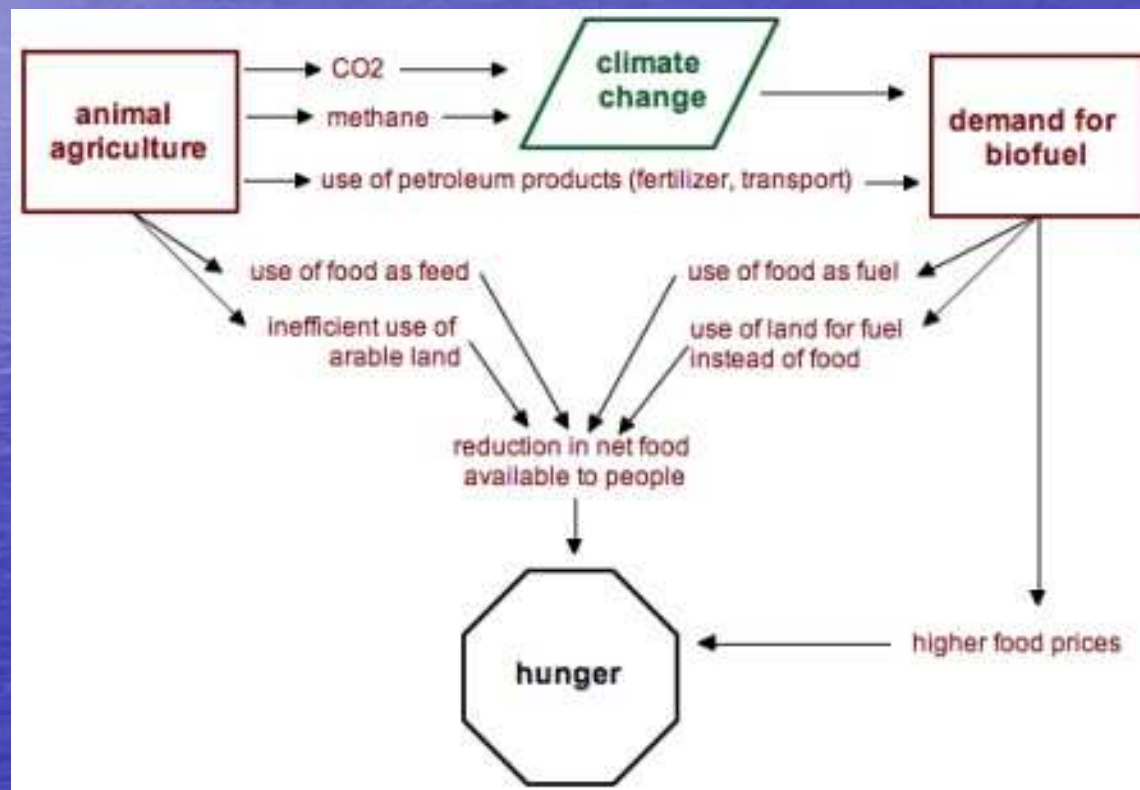 animal
agriculture
CO2
methane
climate
change
demand for
biofuel
use of petroleum products (fertilizer, transport)
use of food as feed
inefficient use of
arable land
use of food as fuel
use of land for fuel
instead of food
reduction in net food
available to people
hunger
higher food prices